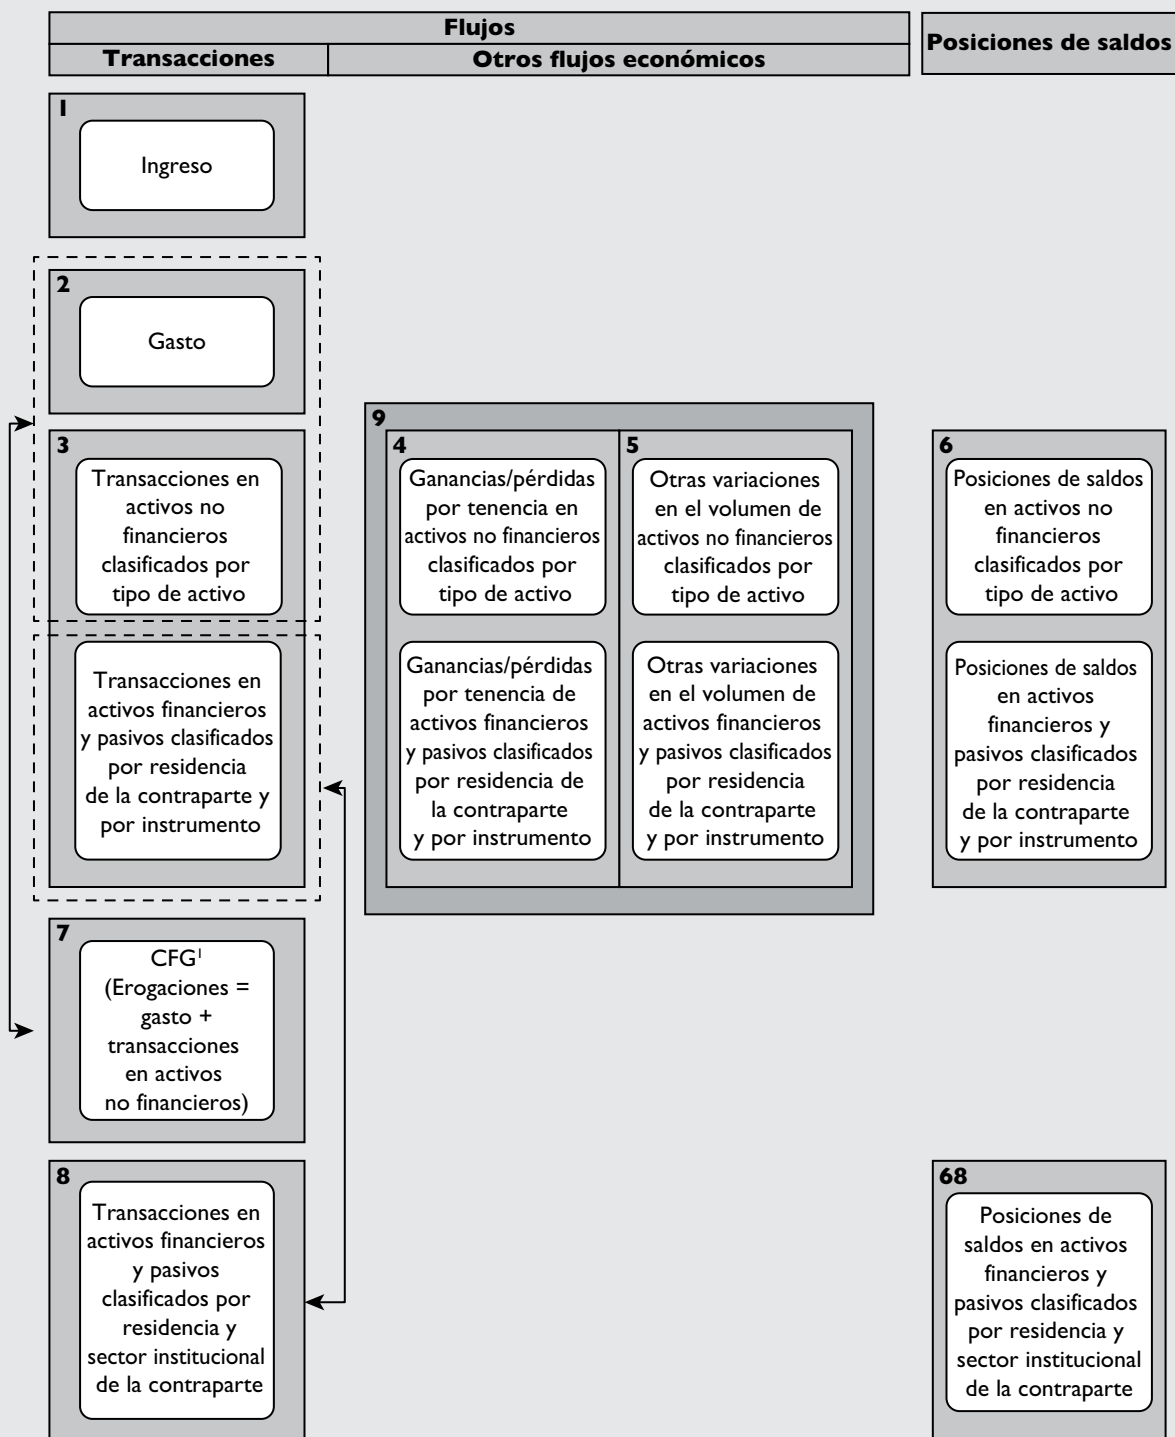 Flujos
Transacciones
Otros flujos económicos
Posiciones de saldos
1
Ingreso
2
Gasto
3
Transacciones en
activos no
financieros
clasificados por
tipo de activo
Transacciones en
activos financieros
y pasivos clasificados
por residencia
de la contraparte y
por instrumento
9
4
Ganancias/pérdidas
por tenencia en
activos no financieros
clasificados por
tipo de activo
Ganancias/pérdidas
por tenencia de
activos financieros
y pasivos clasificados
por residencia de
la contraparte
y por instrumento
5
Otras variaciones
en el volumen de
activos no financieros
clasificados por
tipo de activo
Otras variaciones
en el volumen de
activos financieros
y pasivos clasificados
por residencia
de la contraparte
y por instrumento
6
Posiciones de saldos
en activos no
financieros
clasificados por
tipo de activo
Posiciones de saldos
en activos
financieros y
pasivos clasificados
por residencia
de la contraparte
y por instrumento
7
CFG¹
(Erogaciones =
gasto +
transacciones
en activos
no financieros)
8
Transacciones en
activos financieros
y pasivos
clasificados por
residencia y
sector institucional
de la contraparte
68
Posiciones de
saldos en activos
financieros y
pasivos clasificados
por residencia y
sector institucional
de la contraparte